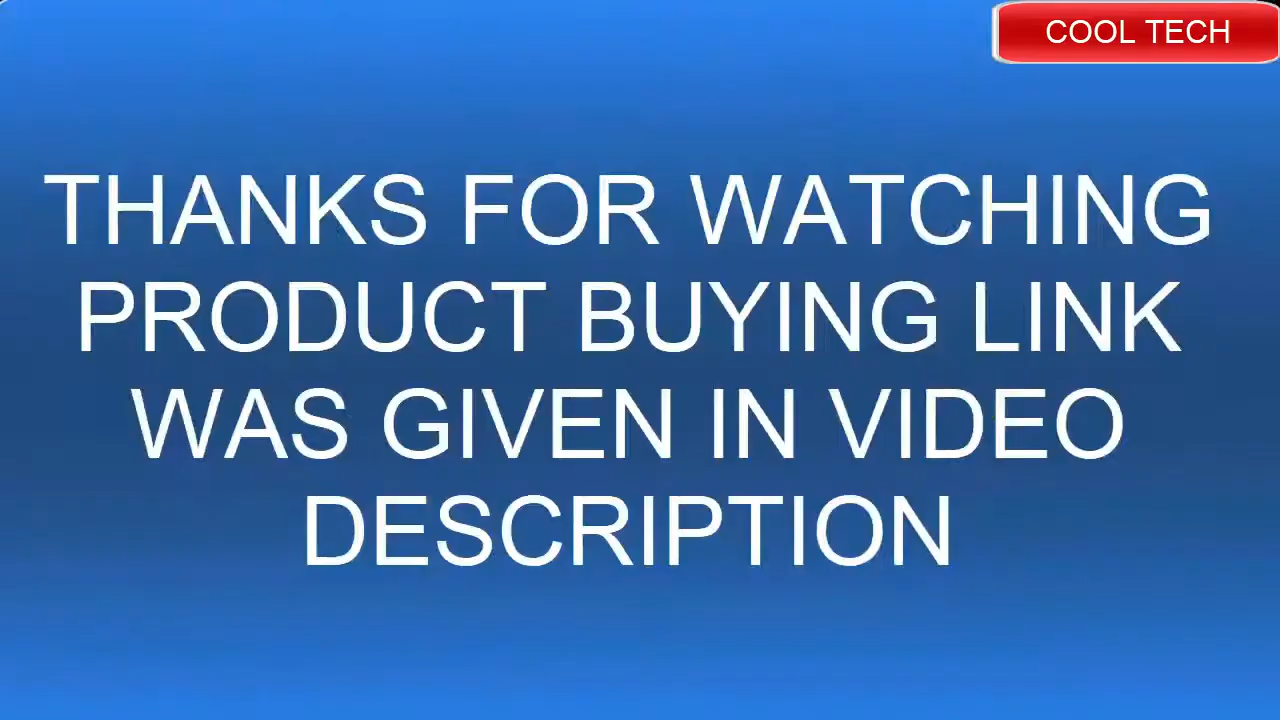 COOL TECH
THANKS FOR WATCHING
PRODUCT BUYING LINK
WAS GIVEN IN VIDEO
DESCRIPTION